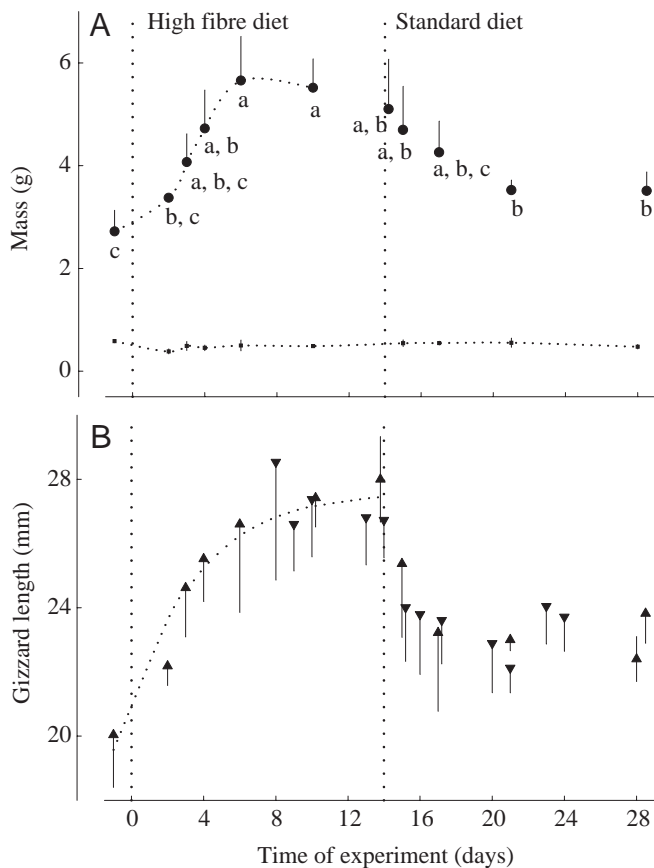 High fibre diet
Standard diet
A
Mass (g)
6
4
2
0
c
b, c
a, b, c
a, b
a
a
a, b
a, b
a, b, c
b
b
B
Gizzard length (mm)
28
24
20
0 4 8 12 16 20 24 28
Time of experiment (days)